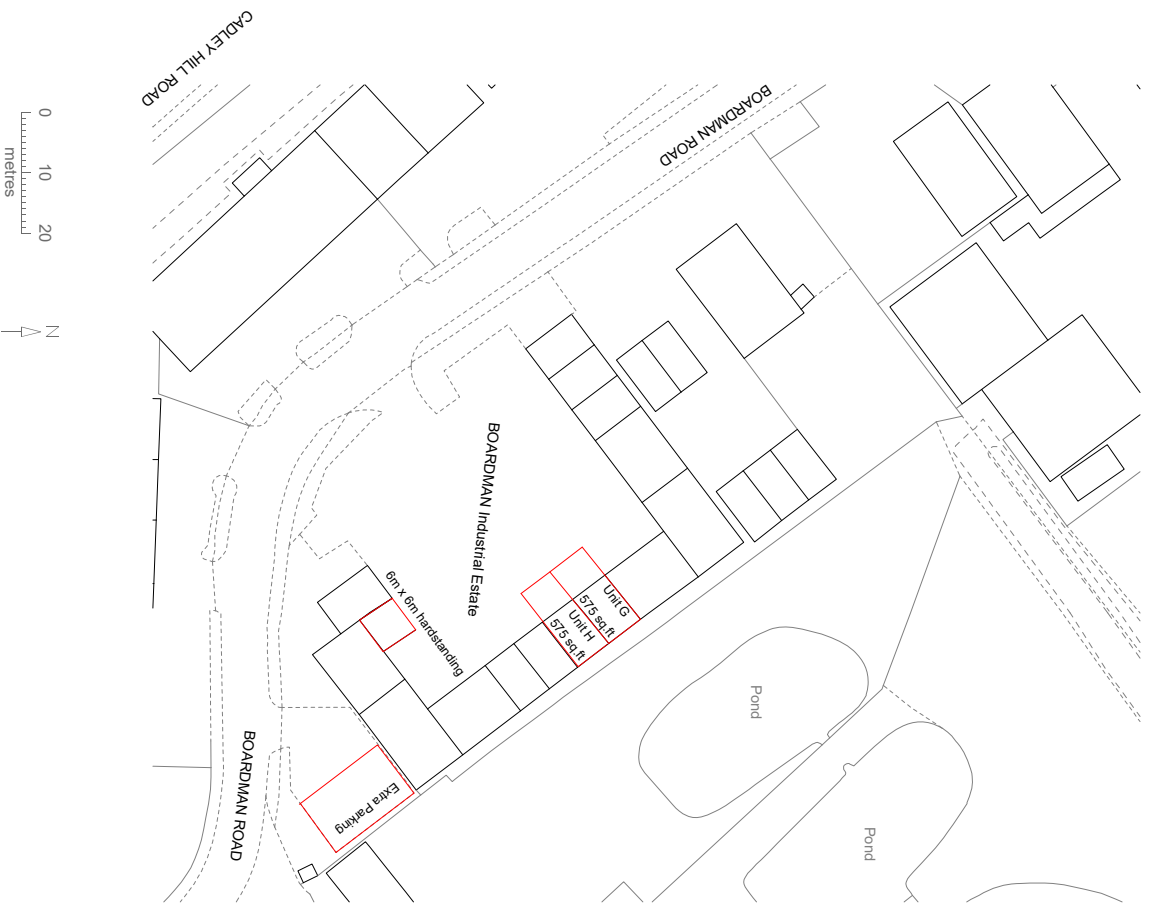 CADLEY HILL ROAD
BOARDMAN ROAD
0
10
20
metres
N
BOARDMAN Industrial Estate
6m x 6m hardstanding
Unit G
575 sq.ft
Unit H
575 sq.ft
Pond
Extra Parking
BOARDMAN ROAD
Pond